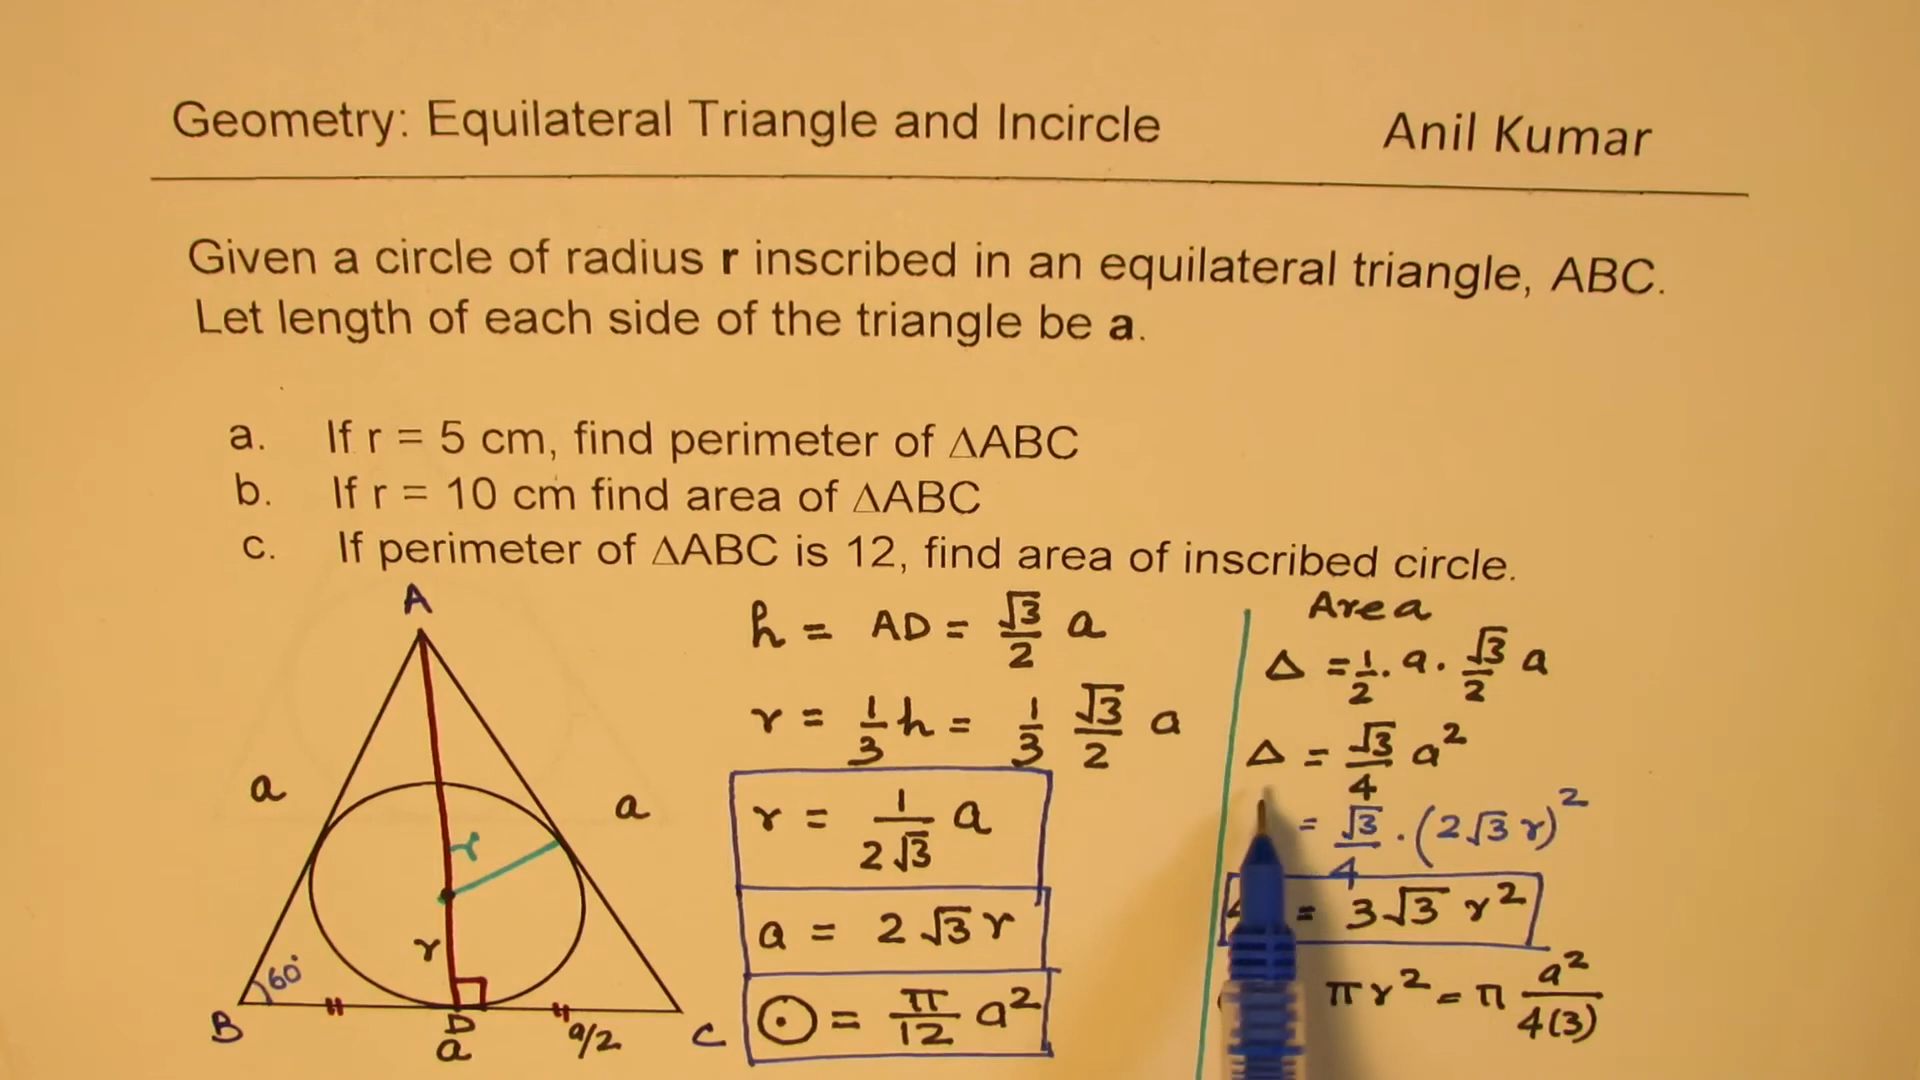 Geometry: Equilateral Triangle and Incircle
Anil Kumar
Given a circle of radius r inscribed in an equilateral triangle, ABC.
Let length of each side of the triangle be a.
a. If r = 5 cm, find perimeter of ΔABC
b. If r = 10 cm find area of ΔABC
c. If perimeter of ΔABC is 12, find area of inscribed circle.
A
a
a
r
r
60°
B
D
a
a/2
C
h = AD = √3/2 a
r = 1/3 h = 1/3 √3/2 a
r = 1/2√3 a
a = 2√3 r
⊙ = π/12 a²
Area
Δ = 1/2 . a . √3/2 a
Δ = √3/4 a²
= √3/4 . (2√3 r)²
= 3√3 r²
πr² = π a²/4(3)